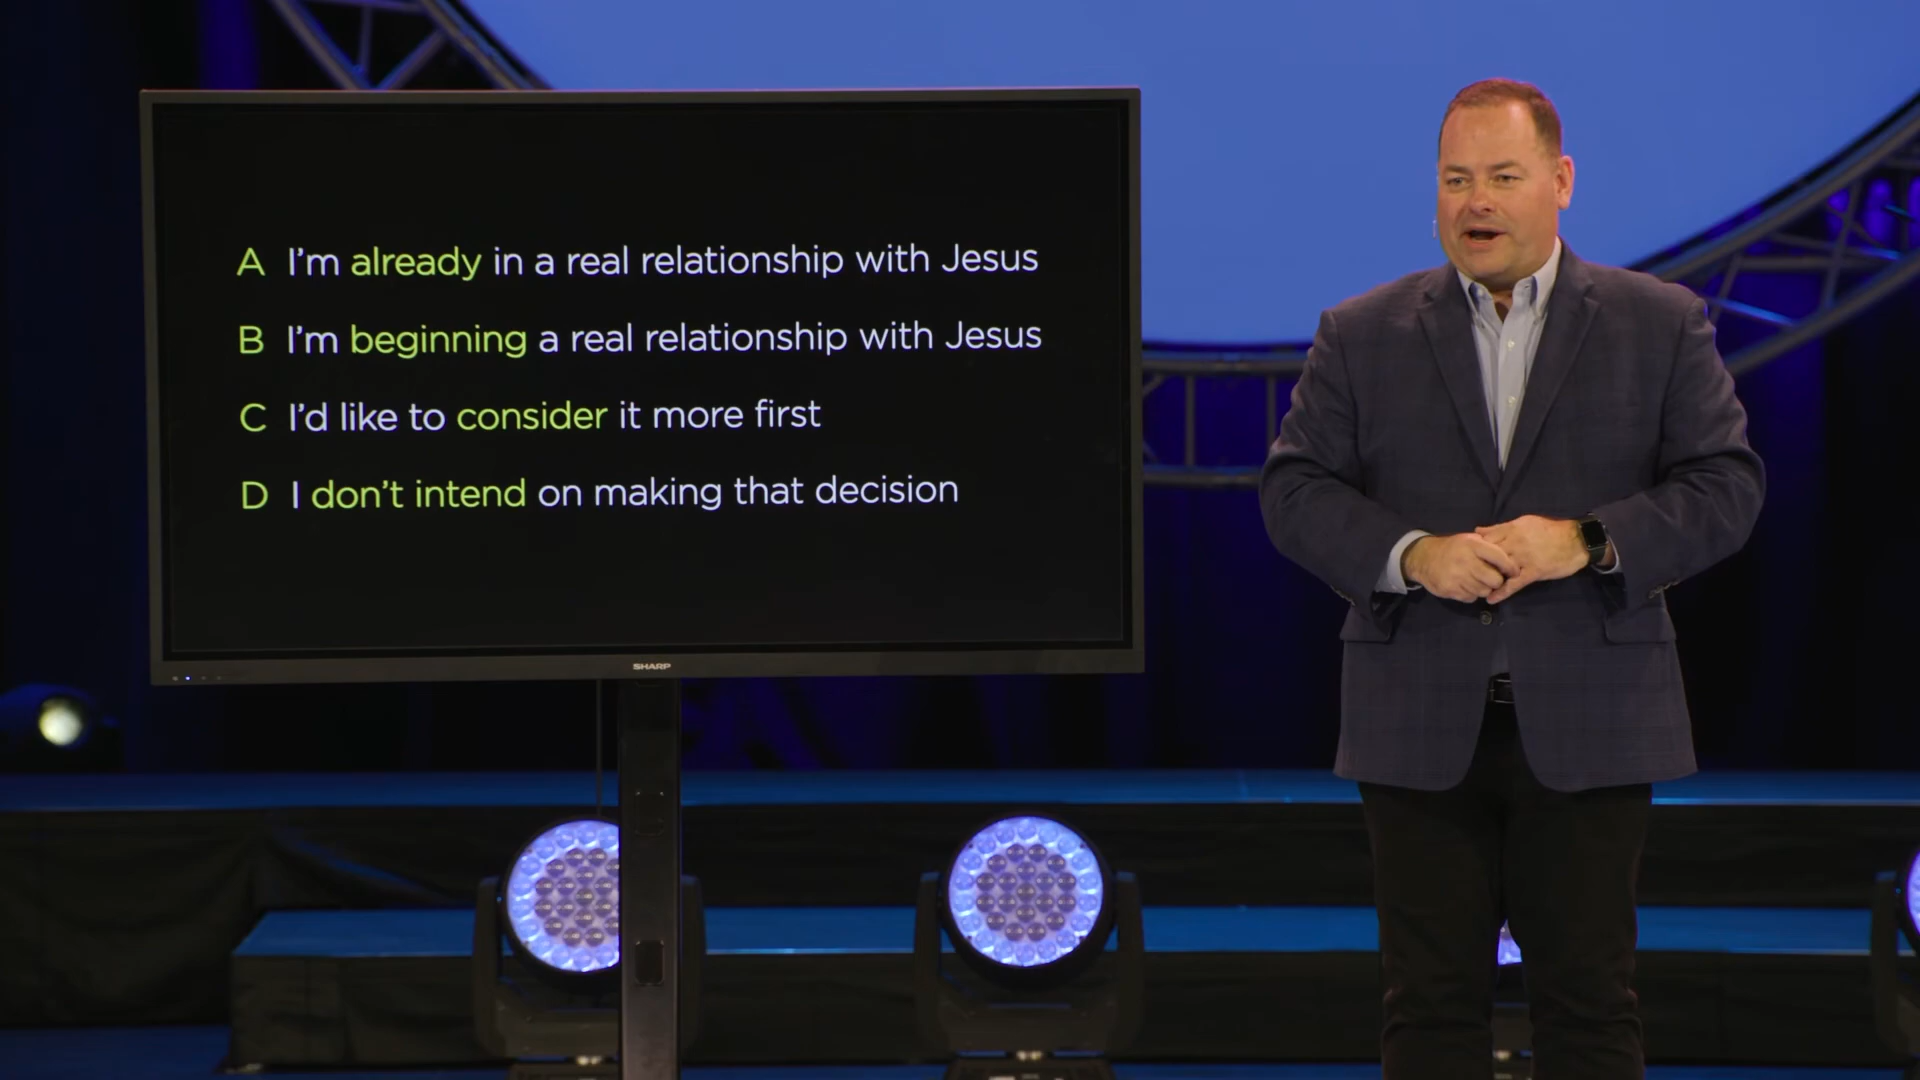 A I'm already in a real relationship with Jesus
B I'm beginning a real relationship with Jesus
C I'd like to consider it more first
D I don't intend on making that decision
SHARP